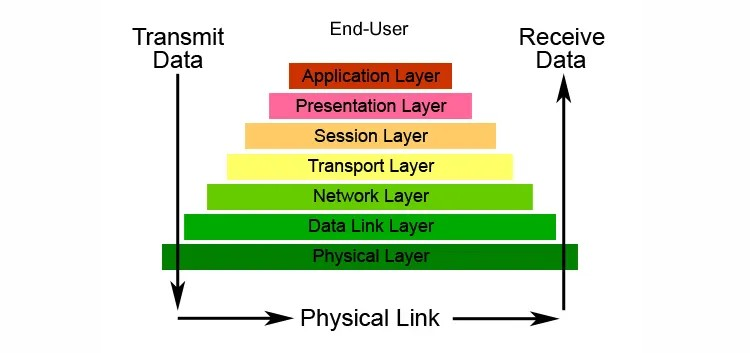 Transmit
Data
End-User
Receive
Data
Application Layer
Presentation Layer
Session Layer
Transport Layer
Network Layer
Data Link Layer
Physical Layer
Physical Link